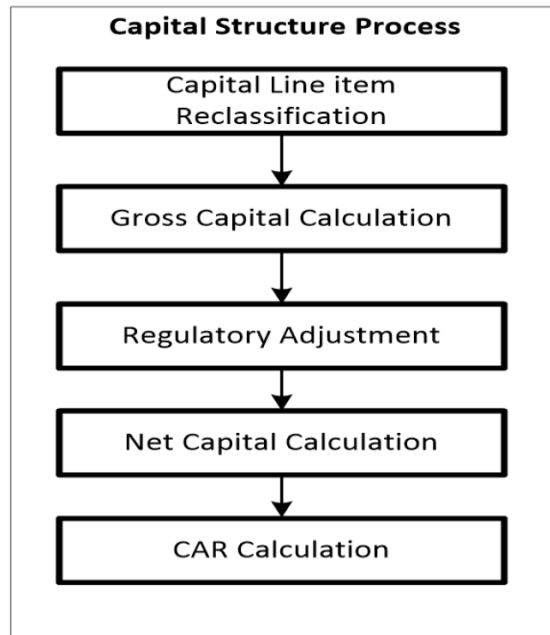 Capital Structure Process
Capital Line item
Reclassification
Gross Capital Calculation
Regulatory Adjustment
Net Capital Calculation
CAR Calculation